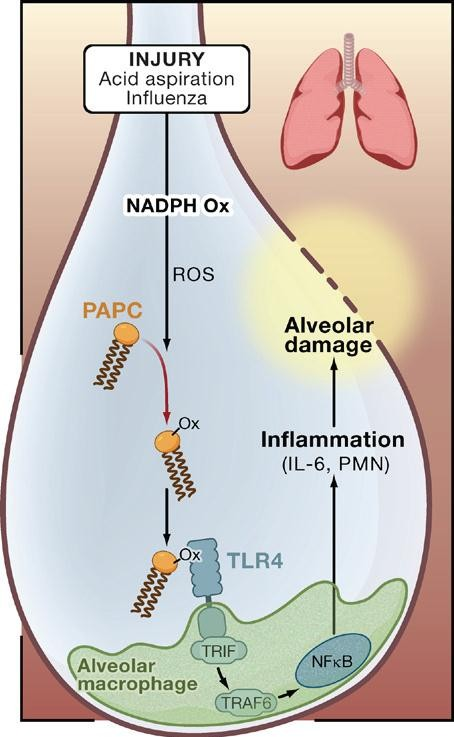 INJURY
Acid aspiration
Influenza
NADPH Ox
ROS
PAPC
Alveolar
damage
Ox
Inflammation
(IL-6, PMN)
Ox
TLR4
TRIF
NFκB
Alveolar
macrophage
TRAF6